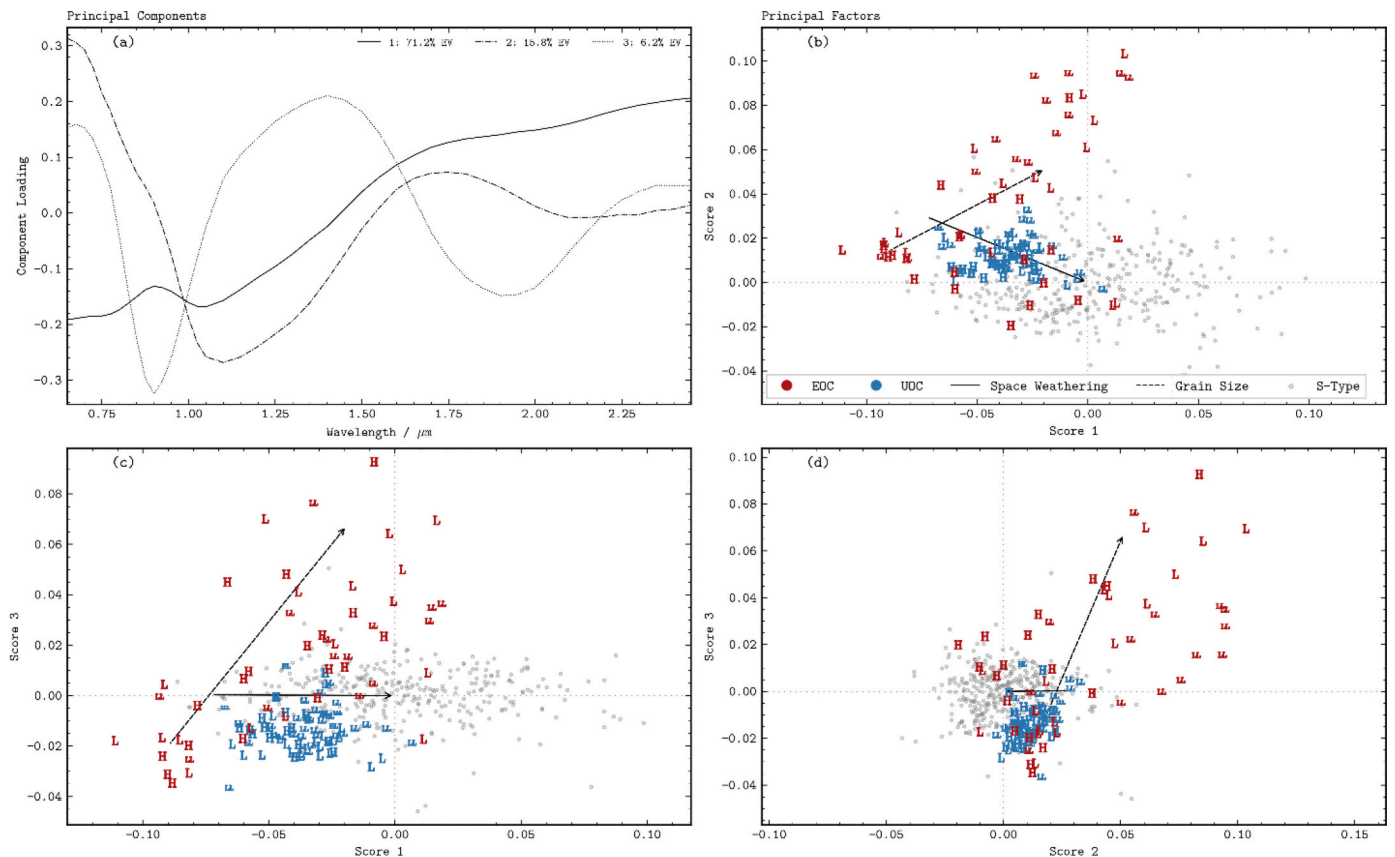 Principal Components
(a)
1: 71.2% EV
2: 15.8% EV
3: 6.2% EV
Component Loading
0.3
0.2
0.1
0.0
−0.1
−0.2
−0.3
0.75
1.00
1.25
1.50
1.75
2.00
2.25
Wavelength / μm
Principal Factors
(b)
Score 2
0.10
0.08
0.06
0.04
0.02
0.00
−0.02
−0.04
EOC
UOC
Space Weathering
Grain Size
S-Type
−0.10
−0.05
0.00
0.05
0.10
Score 1
(c)
Score 3
0.08
0.06
0.04
0.02
0.00
−0.02
−0.04
−0.10
−0.05
0.00
0.05
0.10
Score 1
(d)
Score 3
0.10
0.08
0.06
0.04
0.02
0.00
−0.02
−0.04
−0.10
−0.05
0.00
0.05
0.10
0.15
Score 2